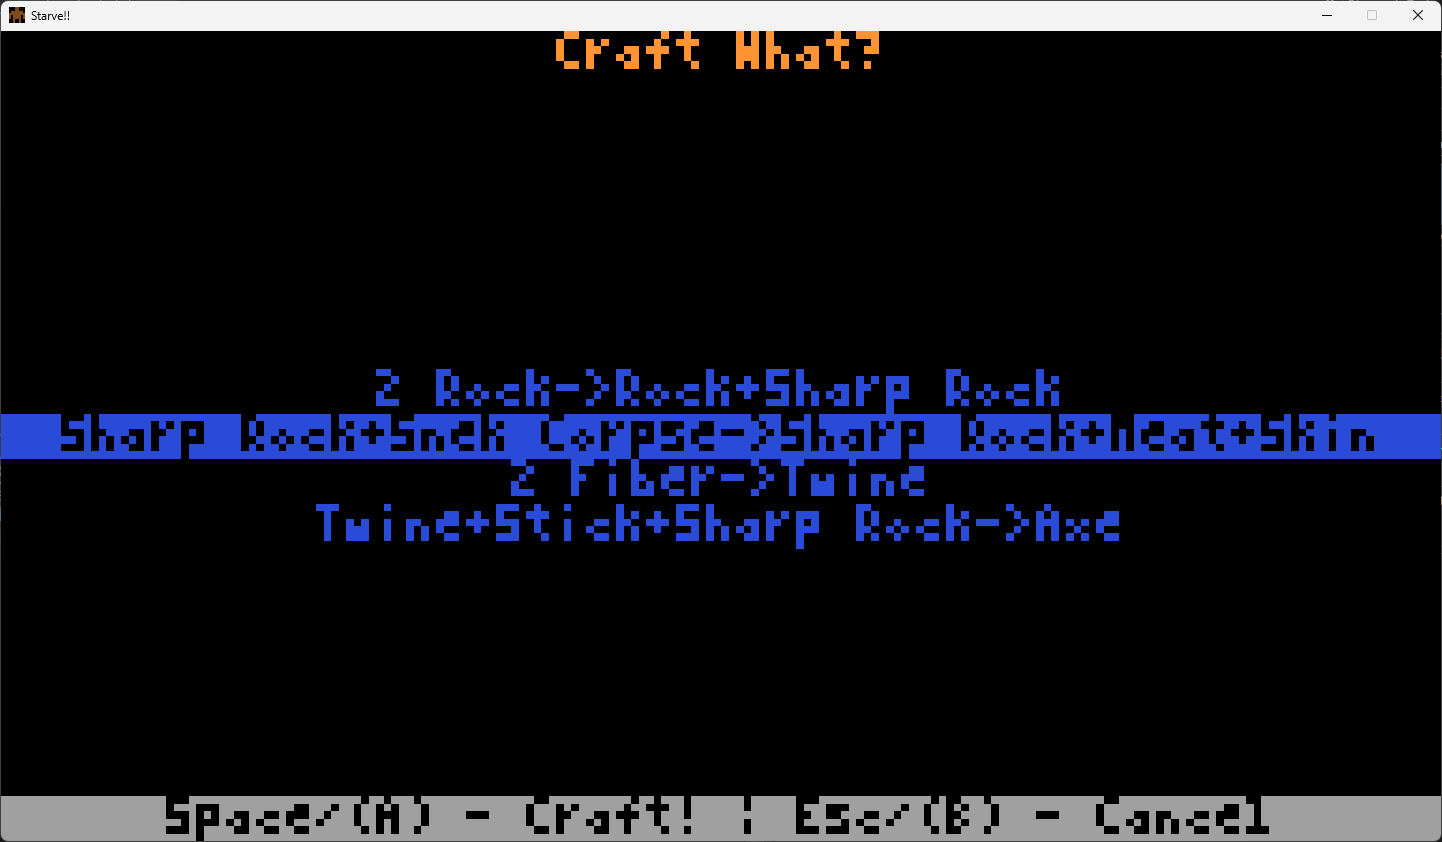 Starve!!
Craft What?
2 Rock->Rock+Sharp Rock
Sharp Rock+Snek Corpse->Sharp Rock+Meat+Skin
2 Fiber->Twine
Twine+Stick+Sharp Rock->Axe
Space/(A) - Craft! | Esc/(B) - Cancel